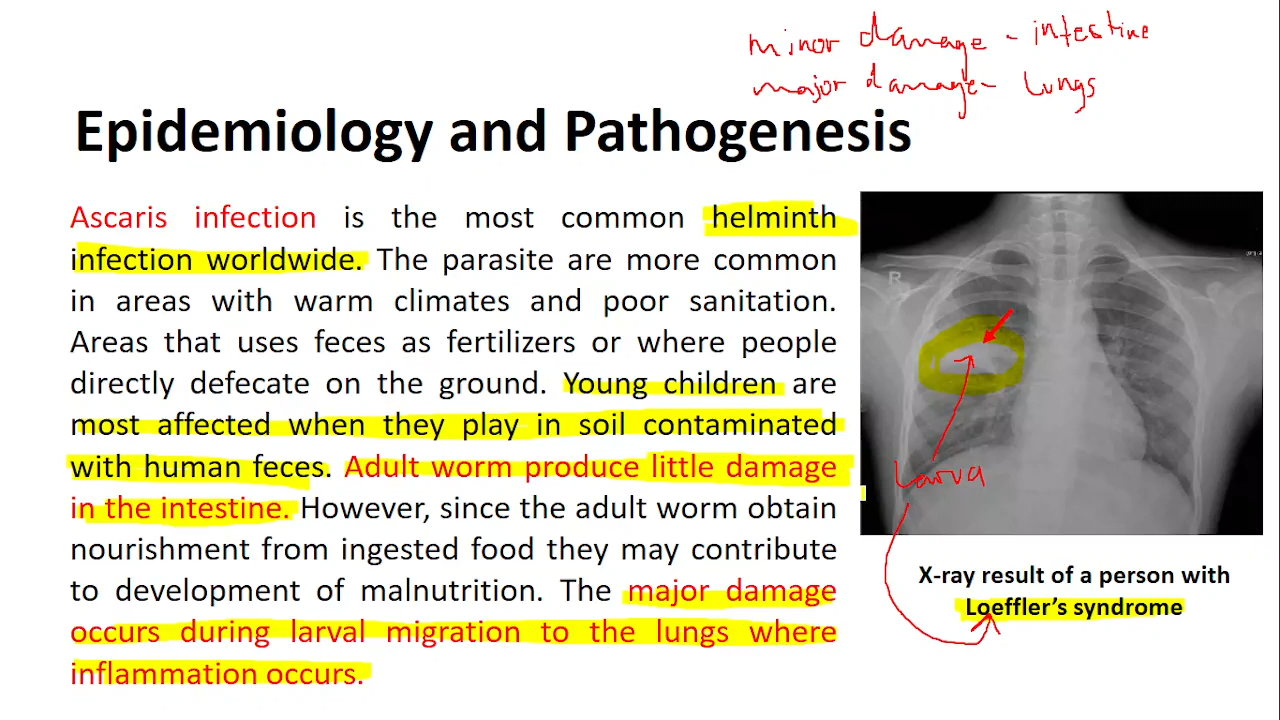 minor damage - intestine
major damage- Lungs
Epidemiology and Pathogenesis
Ascaris infection is the most common helminth
infection worldwide. The parasite are more common
in areas with warm climates and poor sanitation.
Areas that uses feces as fertilizers or where people
directly defecate on the ground. Young children are
most affected when they play in soil contaminated
with human feces. Adult worm produce little damage
in the intestine. However, since the adult worm obtain
nourishment from ingested food they may contribute
to development of malnutrition. The major damage
occurs during larval migration to the lungs where
inflammation occurs.
R
Larva
X-ray result of a person with
Loeffler's syndrome